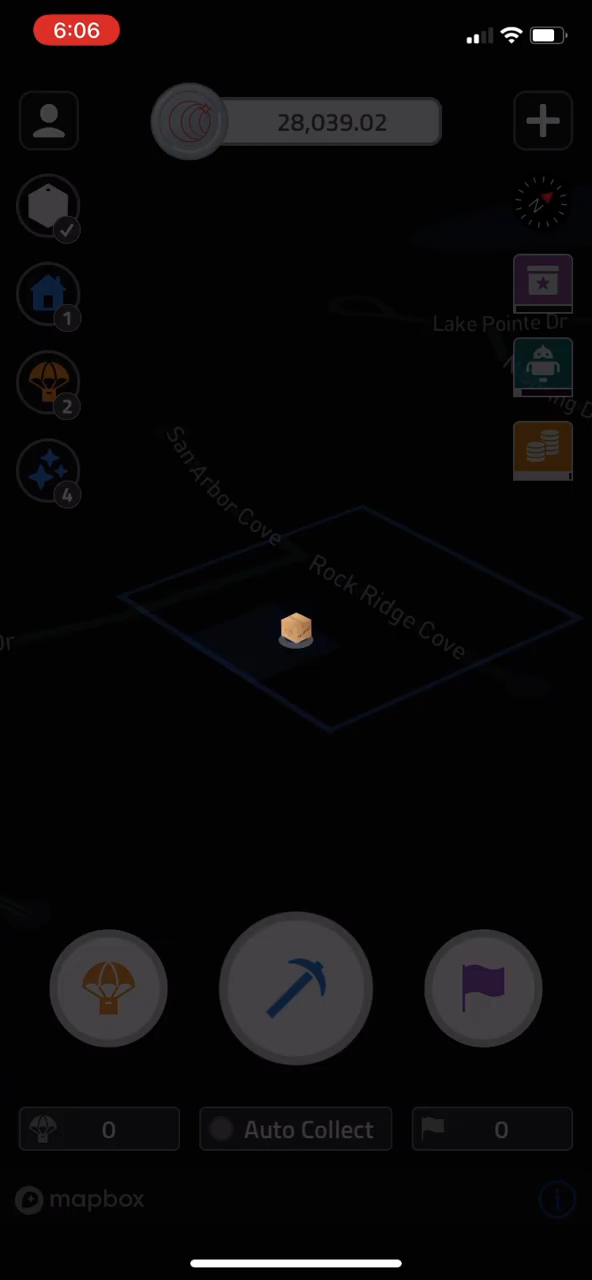 6:06
28,039.02
N
1
Lake Pointe Dr
2
San Arbor Cove
4
Rock Ridge Cove
Dr
0
Auto Collect
0
mapbox
i